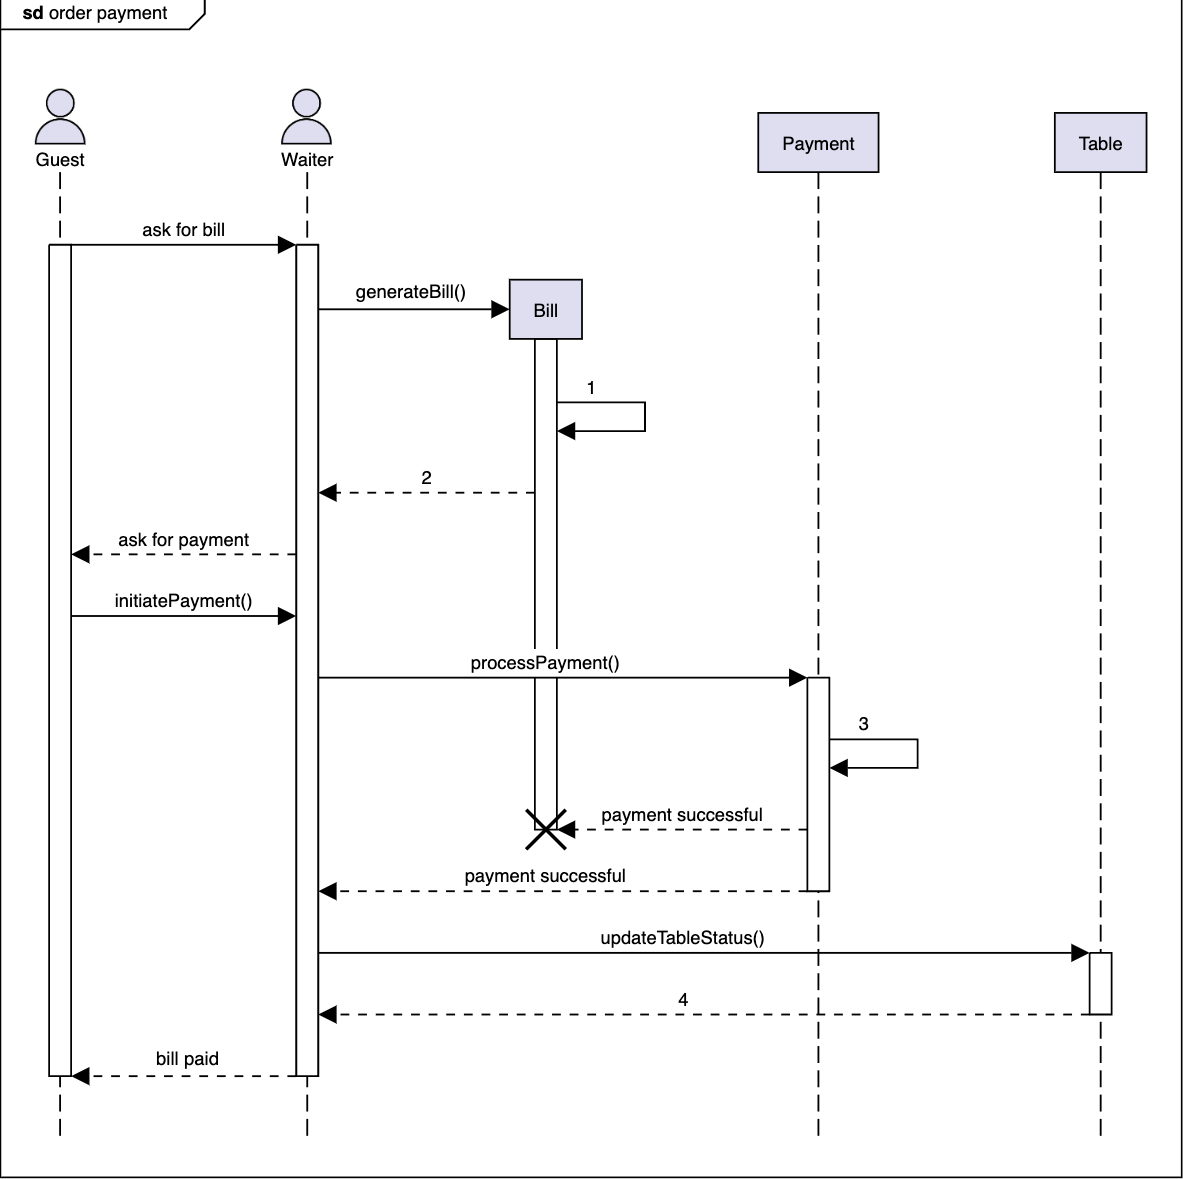 sd order payment
Guest
Waiter
Payment
Table
ask for bill
generateBill()
Bill
1
2
ask for payment
initiatePayment()
processPayment()
3
payment successful
payment successful
updateTableStatus()
4
bill paid